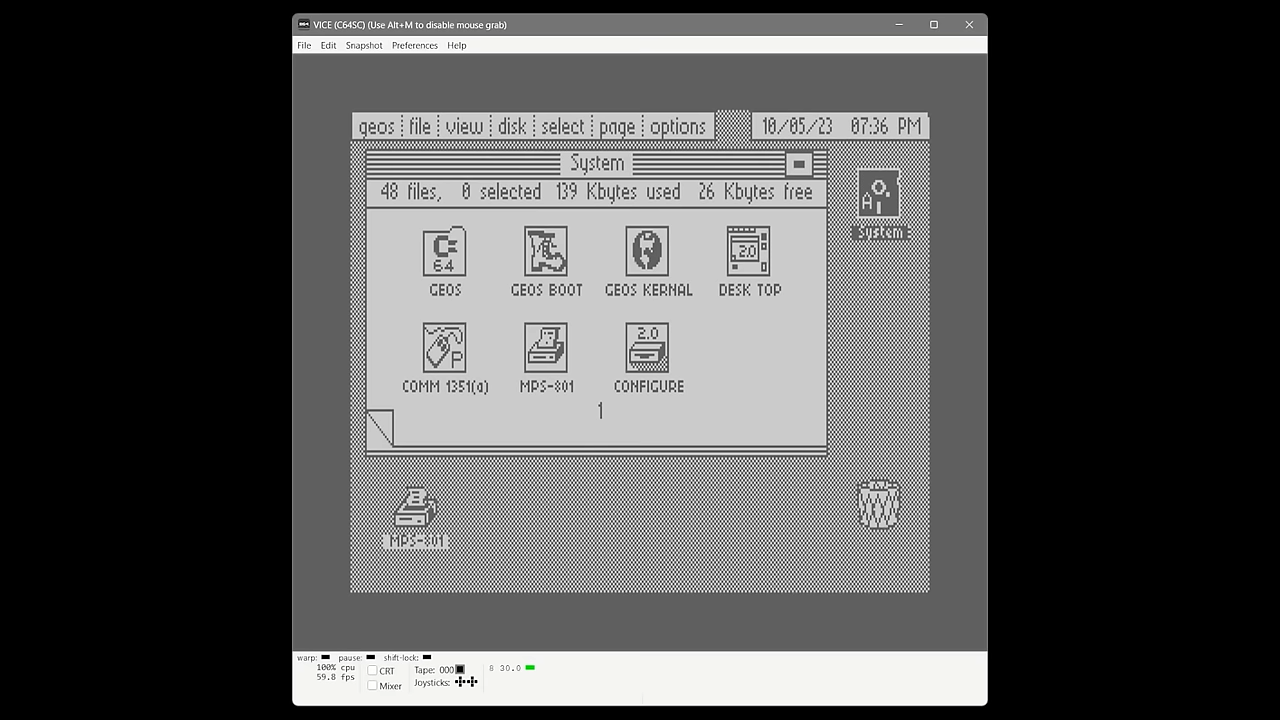 VICE (C64SC) (Use Alt+M to disable mouse grab)
File Edit Snapshot Preferences Help
geos file view disk select page options 10/05/23 07:36 PM
System
48 files, 0 selected 139 Kbytes used 26 Kbytes free
C 64 2.0
System
GEOS GEOS BOOT GEOS KERNAL DESK TOP
P 2.0
COMM 1351(a) MPS-801 CONFIGURE
1
MPS-801
warp: pause: shift-lock:
100% cpu CRT Tape: 000 8 30.0
59.8 fps Mixer Joysticks: